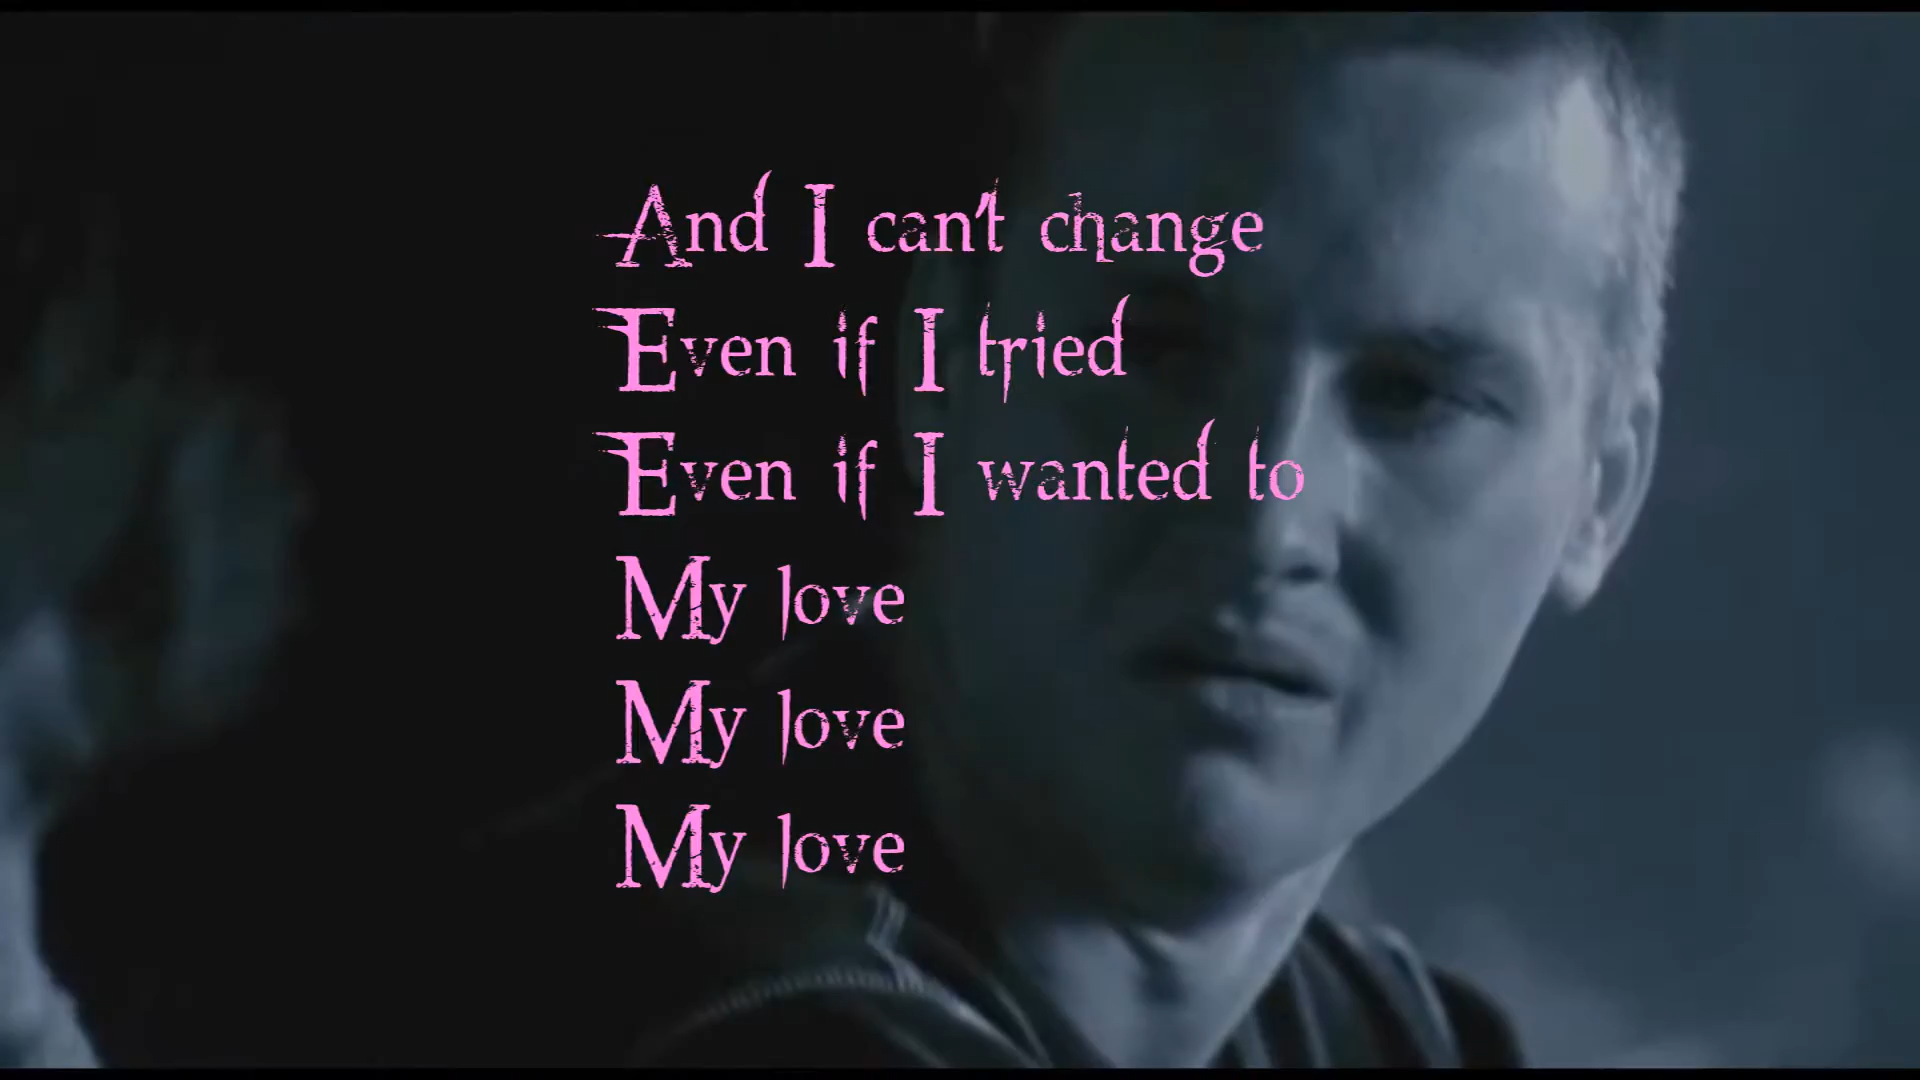 And I can't change
Even if I tried
Even if I wanted to
My love
My love
My love